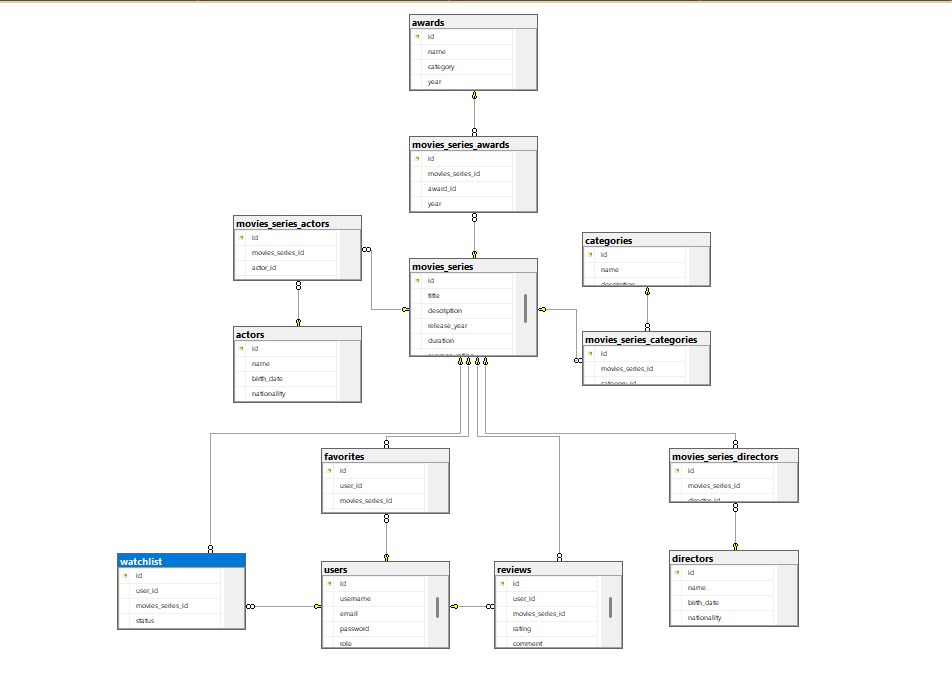 awards
id
name
category
year
movies_series_awards
id
movies_series_id
award_id
year
movies_series_actors
id
movies_series_id
actor_id
categories
id
name
description
movies_series
id
title
description
release_year
duration
actors
id
name
birth_date
nationality
movies_series_categories
id
movies_series_id
category_id
favorites
id
user_id
movies_series_id
movies_series_directors
id
movies_series_id
director_id
watchlist
id
user_id
movies_series_id
status
users
id
username
email
password
role
reviews
id
user_id
movies_series_id
rating
comment
directors
id
name
birth_date
nationality